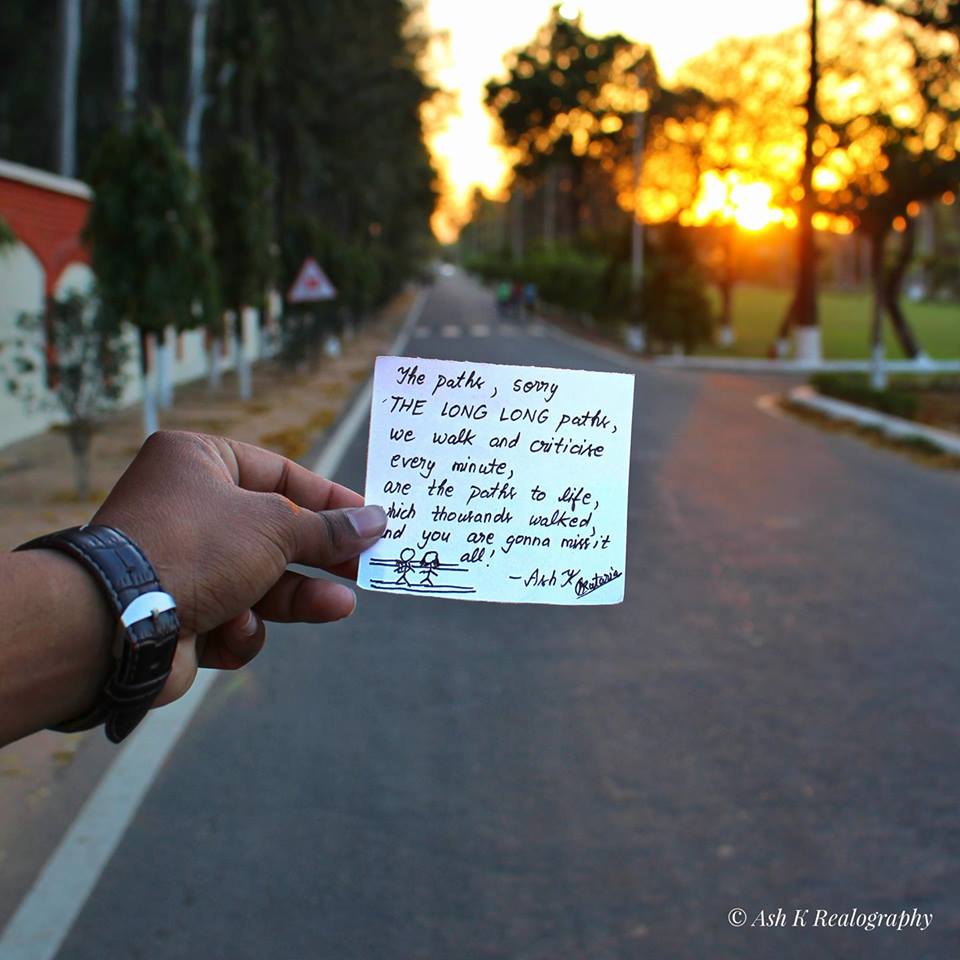 The paths, sorry
THE LONG LONG paths,
we walk and criticise
every minute,
are the paths to life,
which thousands walked,
and you are gonna miss it
all!
- Ash K Kataria
© Ash K Realography